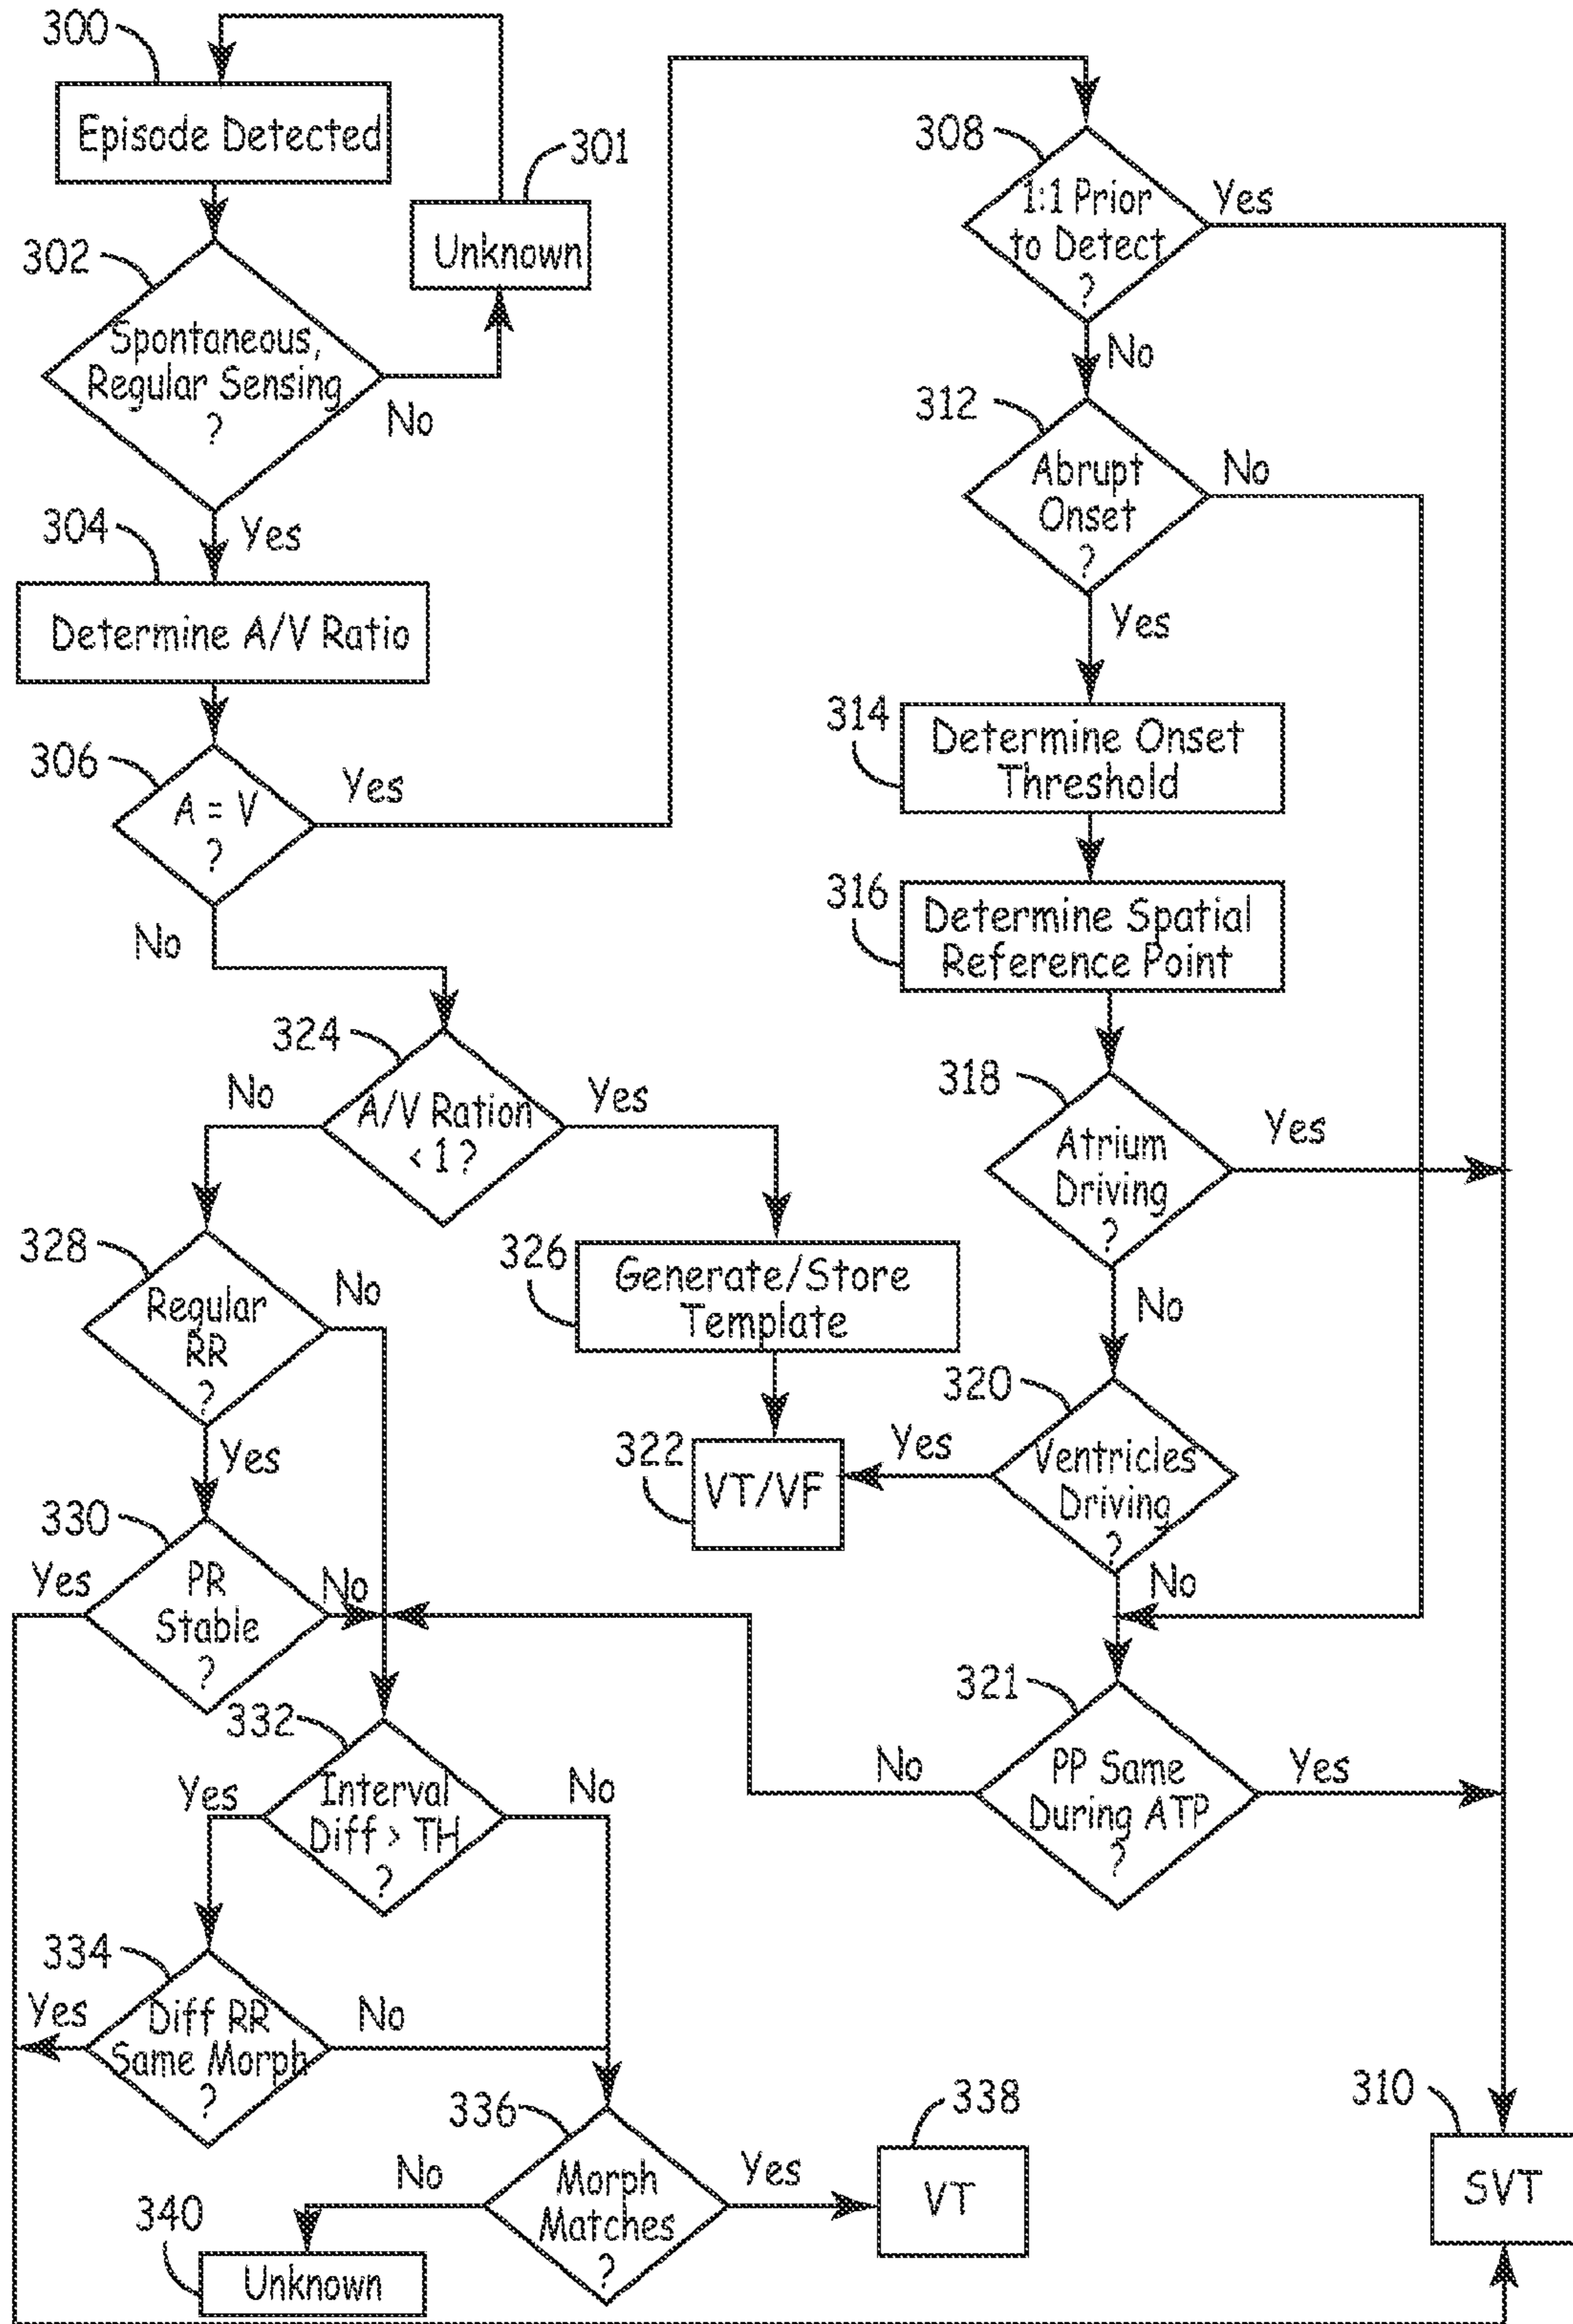 300
Episode Detected
301
Unknown
302
Spontaneous,
Regular Sensing
?
No
Yes
304
Determine A/V Ratio
306
A = V
?
Yes
No
308
1:1 Prior
to Detect
?
Yes
No
312
Abrupt
Onset
?
No
Yes
314
Determine Onset
Threshold
316
Determine Spatial
Reference Point
318
Atrium
Driving
?
Yes
No
320
Ventricles
Driving
?
Yes
No
321
PP Same
During ATP
?
No
Yes
324
A/V Ration
< 1 ?
No
Yes
326
Generate/Store
Template
322
VT/VF
328
Regular
RR
?
No
Yes
330
PR
Stable
?
Yes
No
332
Interval
Diff > TH
?
Yes
No
334
Diff RR
Same Morph
?
Yes
No
336
Morph
Matches
?
No
Yes
338
VT
340
Unknown
310
SVT